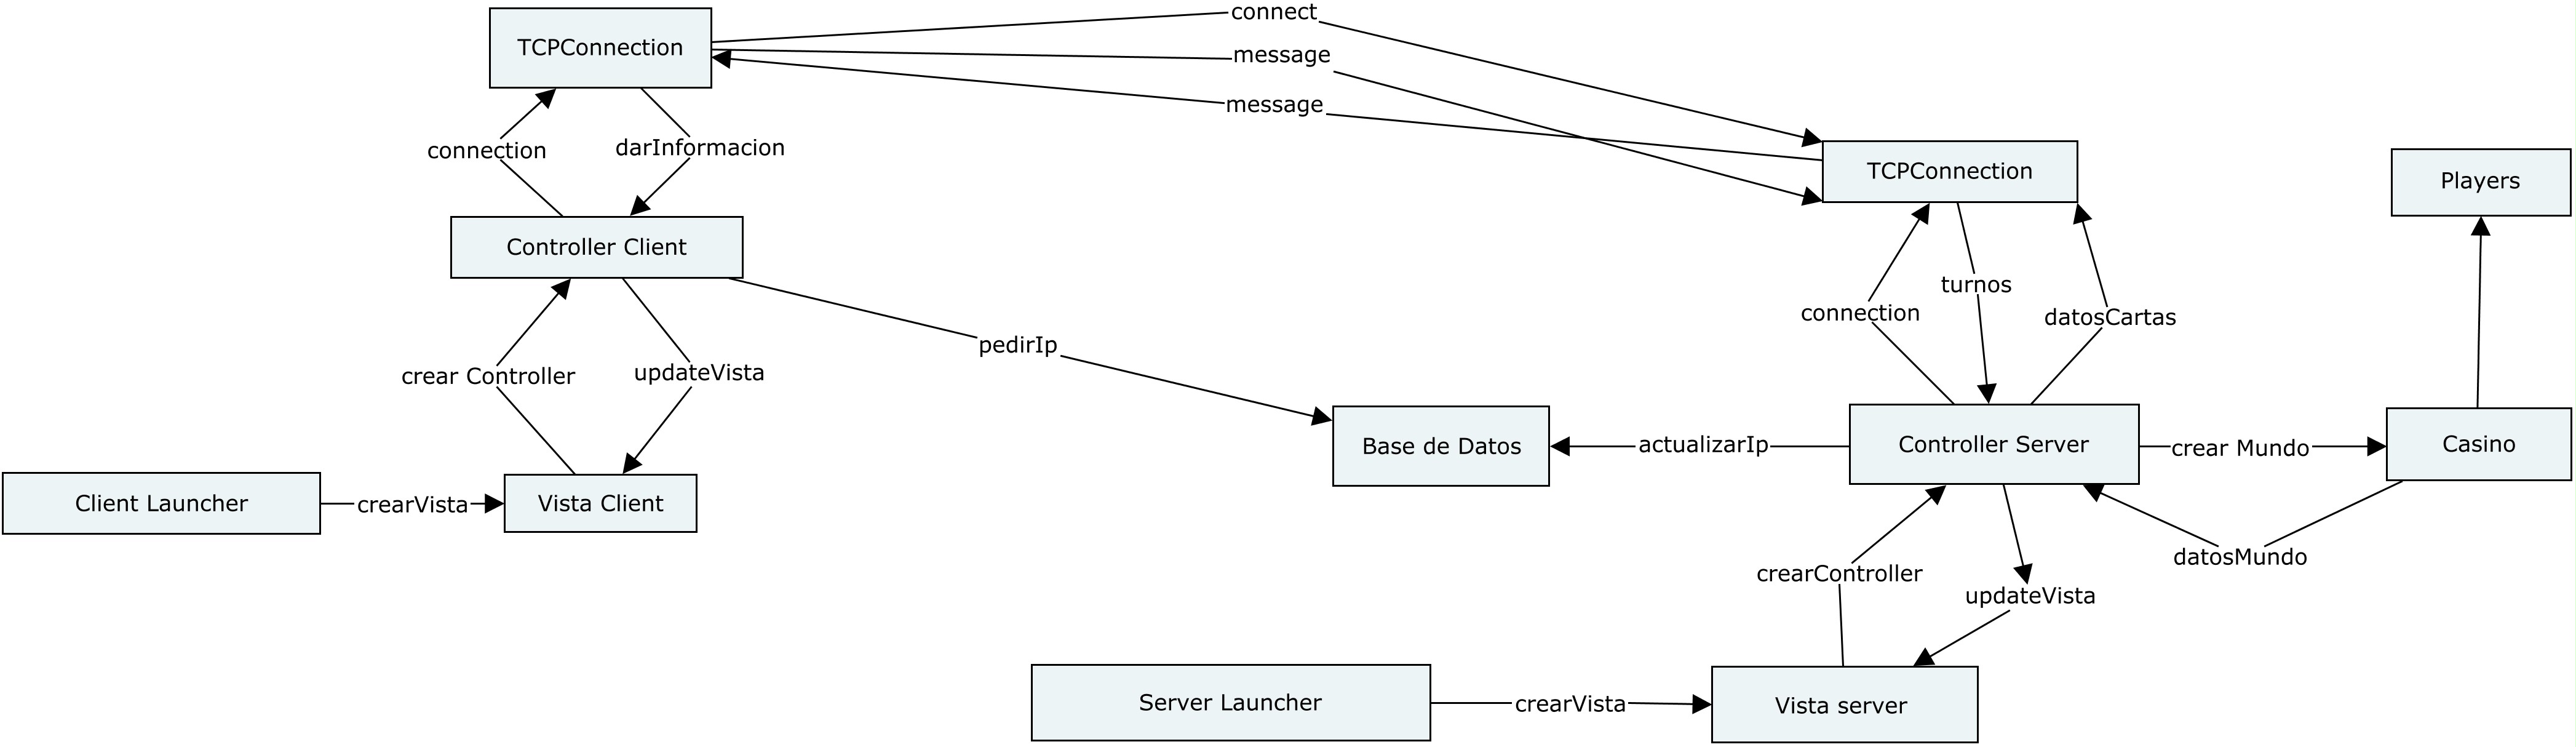 connect
TCPConnection
message
message
connection
darInformacion
TCPConnection
Players
Controller Client
turnos
connection
datosCartas
pedirIp
crear Controller
updateVista
Base de Datos
actualizarIp
Controller Server
crear Mundo
Casino
Client Launcher
crearVista
Vista Client
datosMundo
crearController
updateVista
Server Launcher
crearVista
Vista server